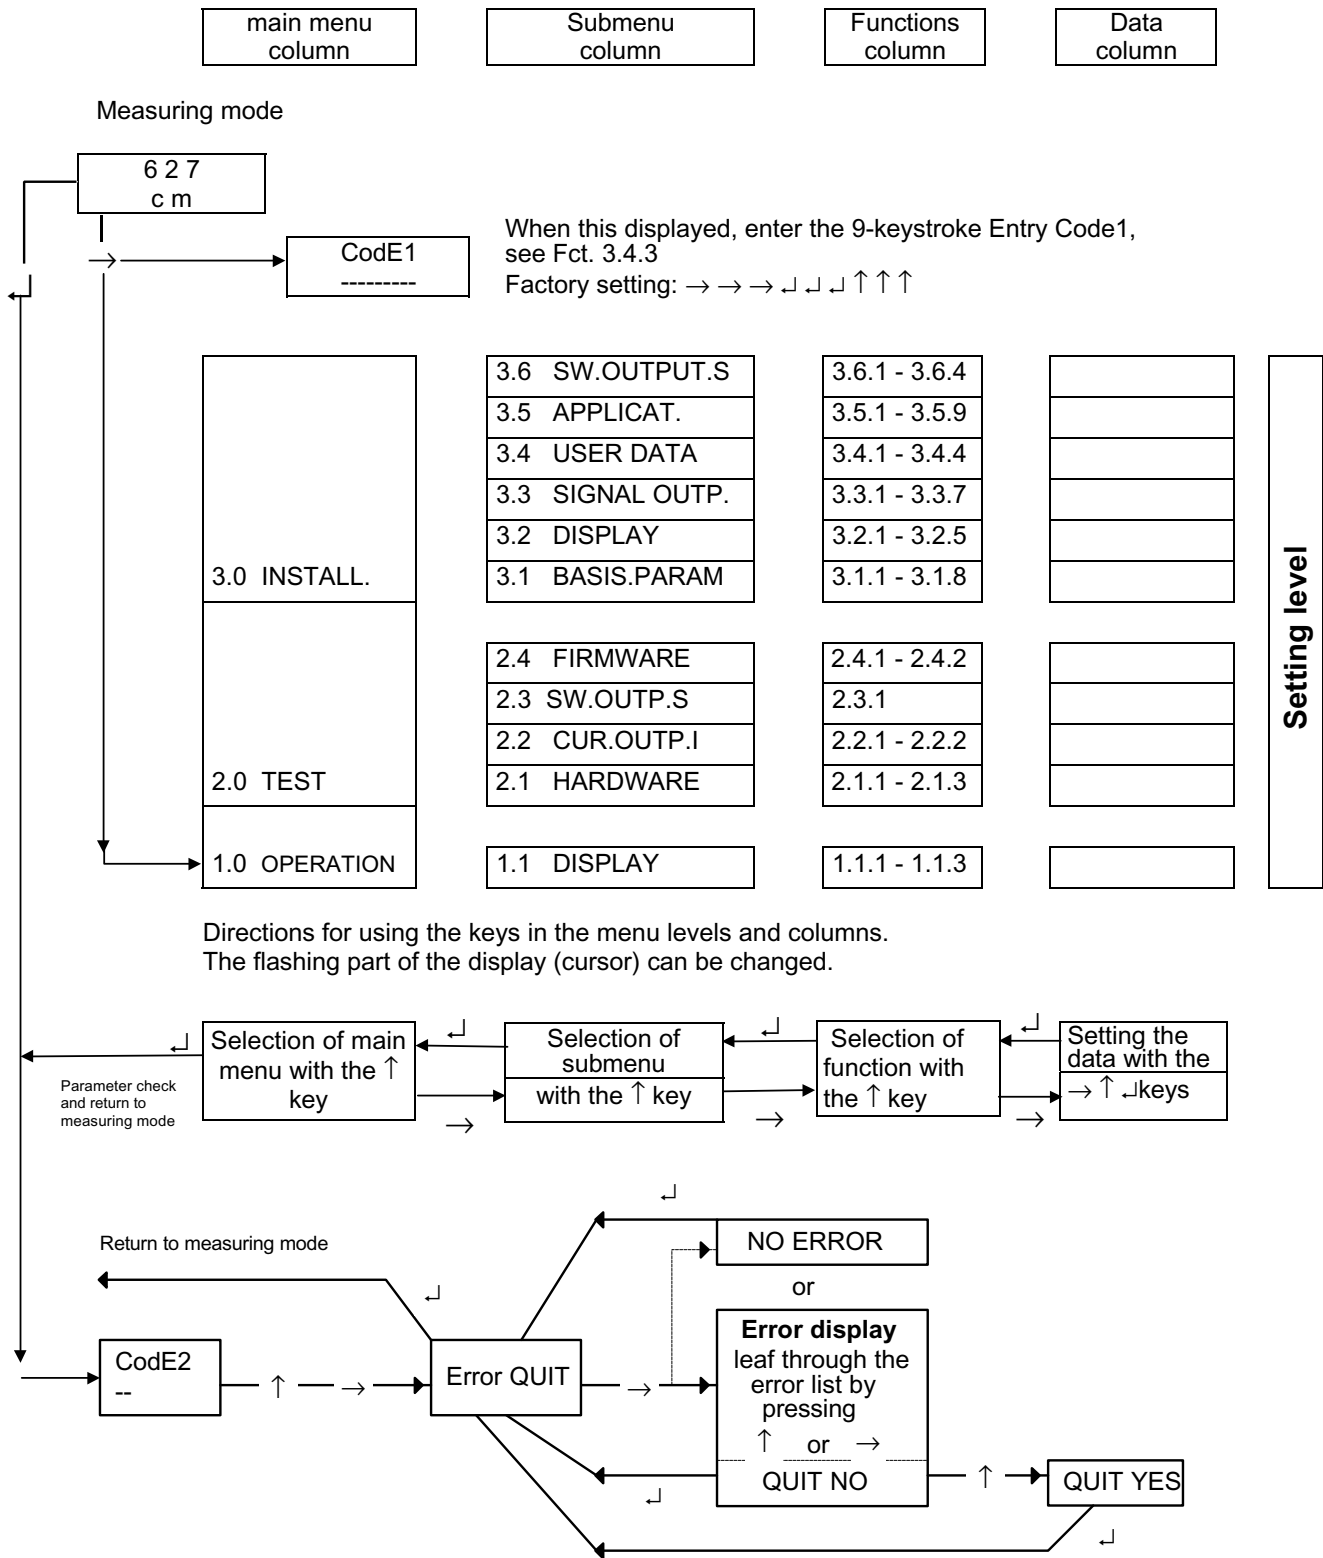 main menu
column
Submenu
column
Functions
column
Data
column
Measuring mode
6 2 7
c m
→
↵
CodE1
---------
When this displayed, enter the 9-keystroke Entry Code1,
see Fct. 3.4.3
Factory setting: → → → ↵ ↵ ↵ ↑ ↑ ↑
3.6 SW.OUTPUT.S 3.6.1 - 3.6.4
3.5 APPLICAT. 3.5.1 - 3.5.9
3.4 USER DATA 3.4.1 - 3.4.4
3.3 SIGNAL OUTP. 3.3.1 - 3.3.7
3.2 DISPLAY 3.2.1 - 3.2.5
3.0 INSTALL. 3.1 BASIS.PARAM 3.1.1 - 3.1.8
2.4 FIRMWARE 2.4.1 - 2.4.2
2.3 SW.OUTP.S 2.3.1
2.2 CUR.OUTP.I 2.2.1 - 2.2.2
2.0 TEST 2.1 HARDWARE 2.1.1 - 2.1.3
1.0 OPERATION 1.1 DISPLAY 1.1.1 - 1.1.3
Setting level
Directions for using the keys in the menu levels and columns.
The flashing part of the display (cursor) can be changed.
↵
Parameter check
and return to
measuring mode
Selection of main
menu with the ↑
key
↵
→
Selection of
submenu
with the ↑ key
↵
→
Selection of
function with
the ↑ key
↵
→
Setting the
data with the
→ ↑ ↵keys
Return to measuring mode
↵
↵
NO ERROR
or
CodE2
--
↑ →
Error QUIT
→
Error display
leaf through the
error list by
pressing
↑ or →
QUIT NO
↵
↑
QUIT YES
↵